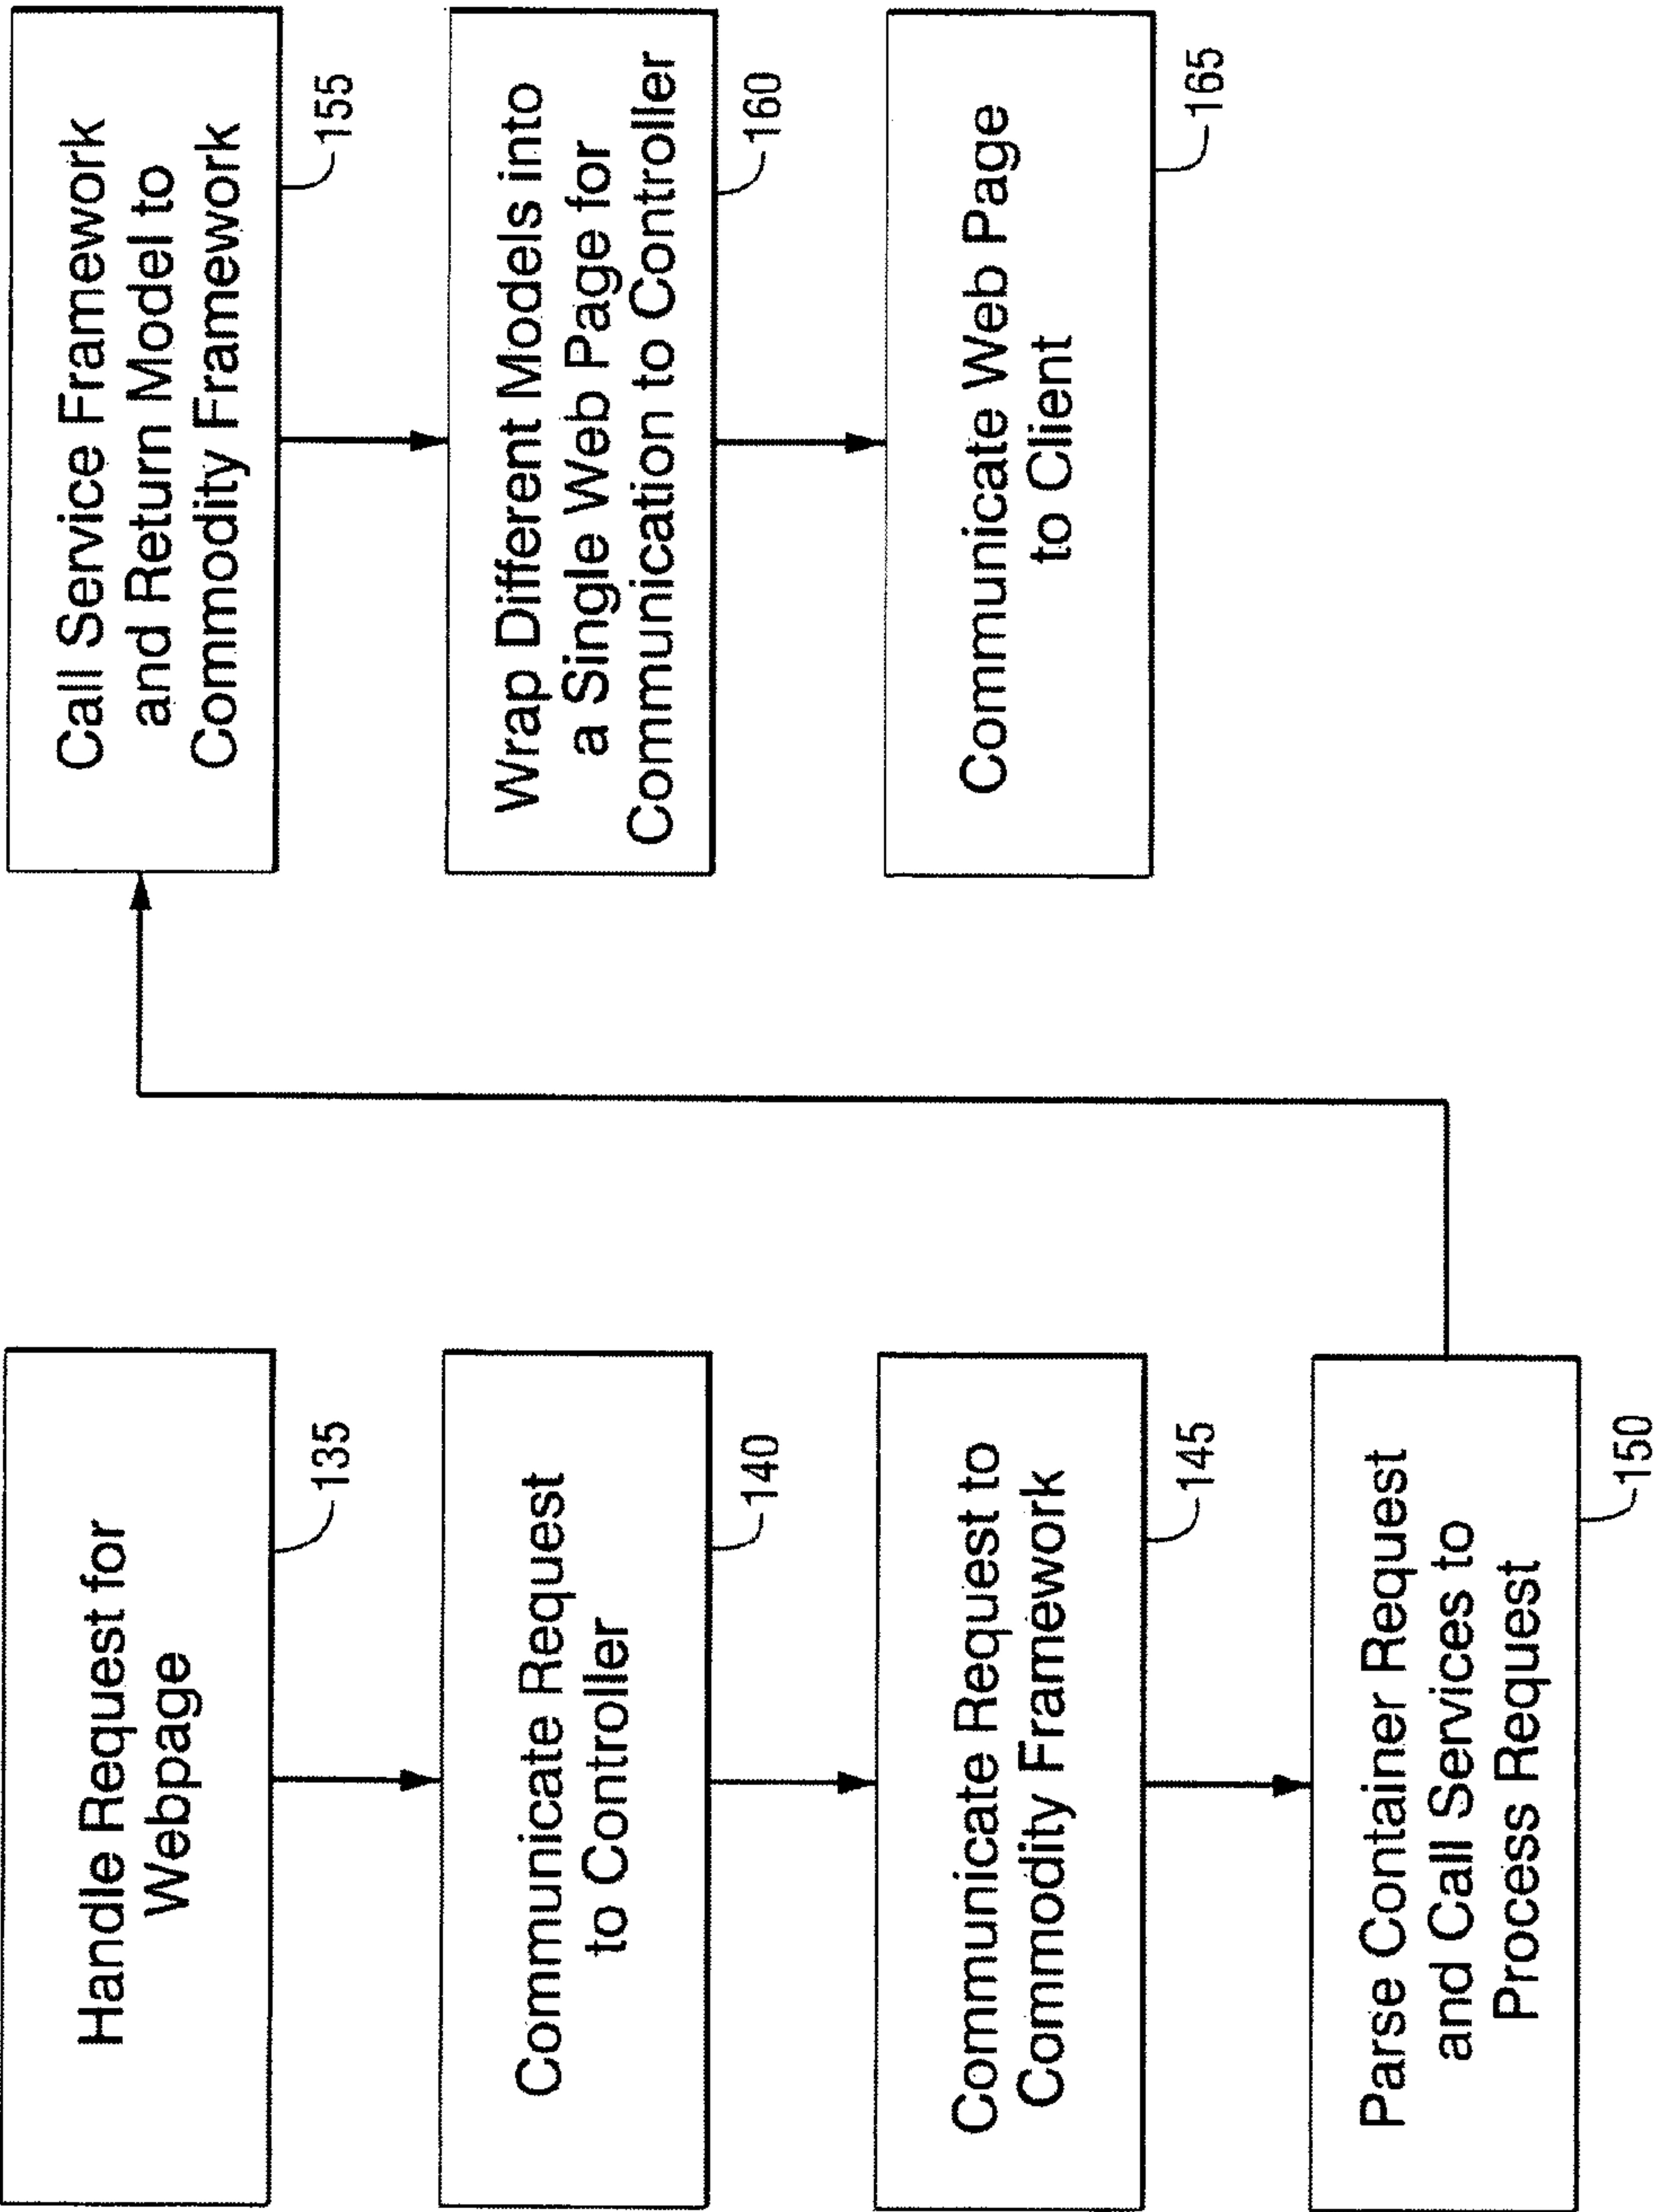 Handle Request for
Webpage
135
Communicate Request
to Controller
140
Communicate Request to
Commodity Framework
145
Parse Container Request
and Call Services to
Process Request
150
Call Service Framework
and Return Model to
Commodity Framework
155
Wrap Different Models into
a Single Web Page for
Communication to Controller
160
Communicate Web Page
to Client
165